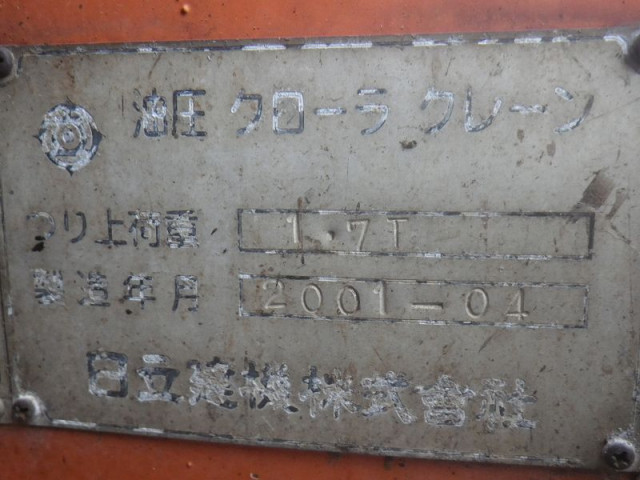 油圧 クローラ クレーン
つり上荷重 1.7T
製造年月 2001-04
日立建機株式會社